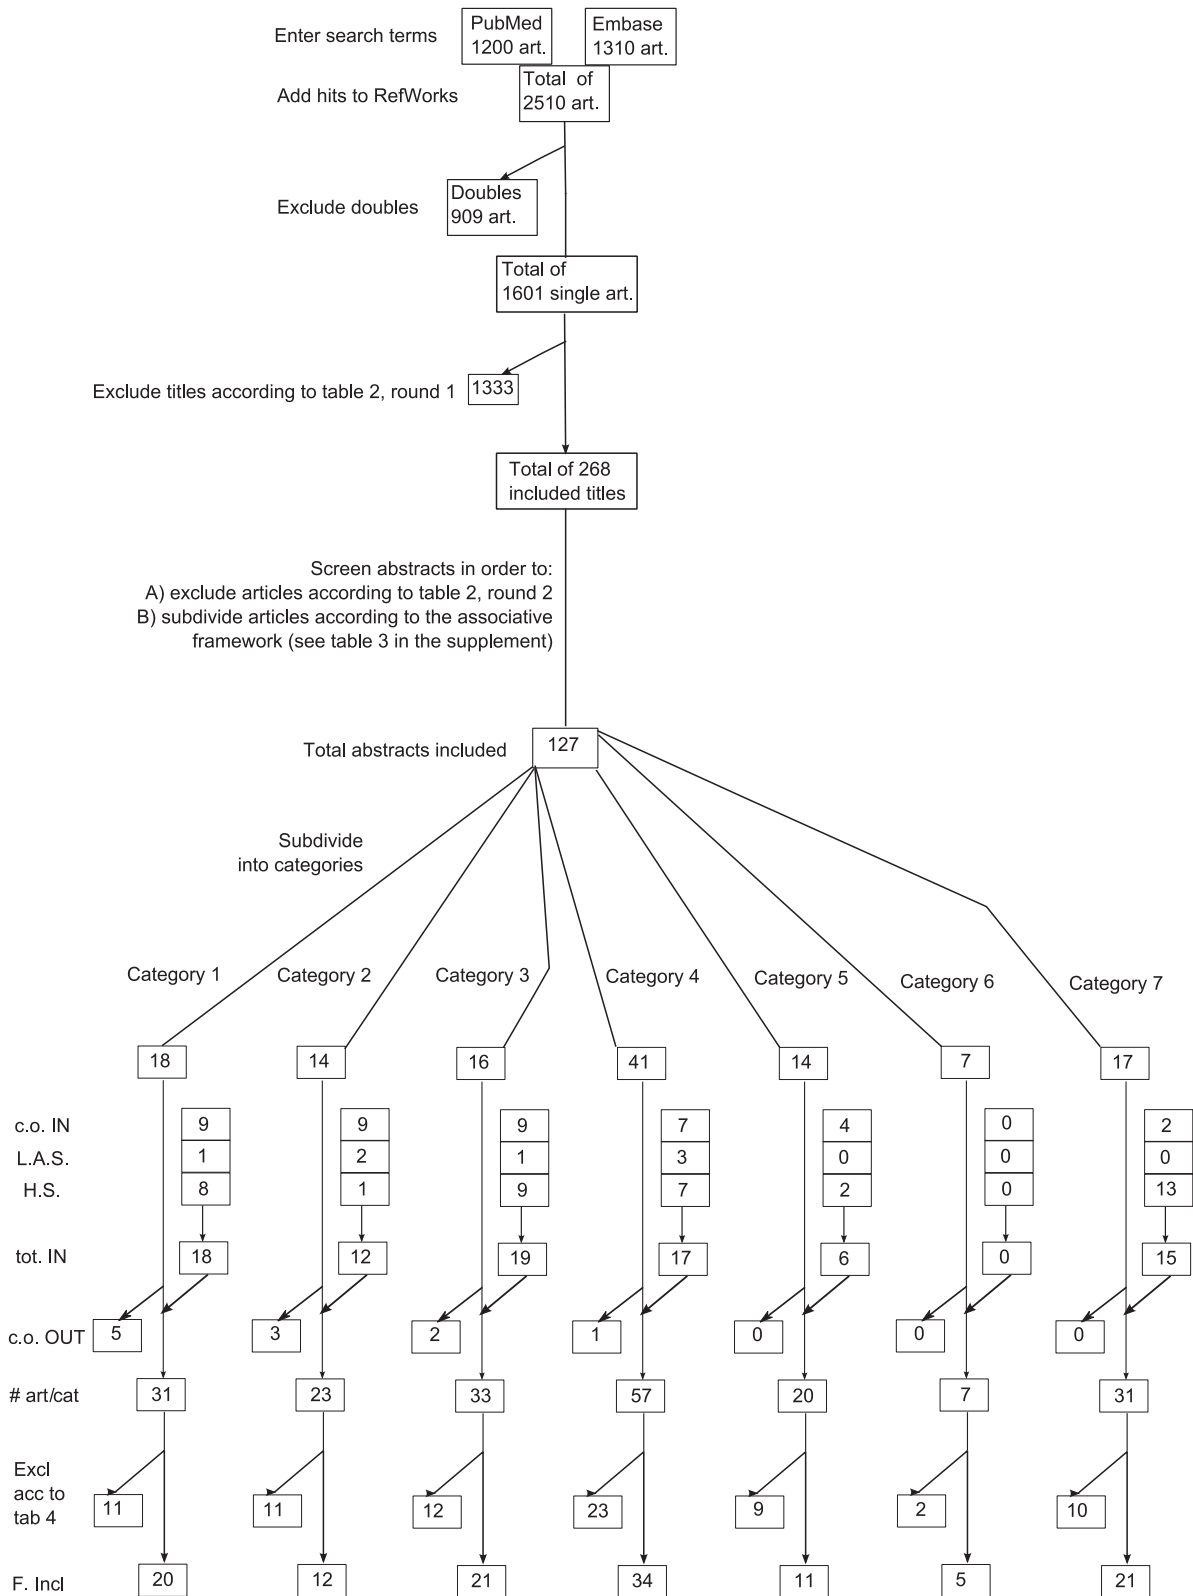 Enter search terms
PubMed
1200 art.
Embase
1310 art.
Add hits to RefWorks
Total of
2510 art.
Exclude doubles
Doubles
909 art.
Total of
1601 single art.
Exclude titles according to table 2, round 1
1333
Total of 268
included titles
Screen abstracts in order to:
A) exclude articles according to table 2, round 2
B) subdivide articles according to the associative
framework (see table 3 in the supplement)
Total abstracts included
127
Subdivide
into categories
Category 1
Category 2
Category 3
Category 4
Category 5
Category 6
Category 7
18 14 16 41 14 7 17
c.o. IN 9 9 9 7 4 0 2
L.A.S. 1 2 1 3 0 0 0
H.S. 8 1 9 7 2 0 13
tot. IN 18 12 19 17 6 0 15
c.o. OUT 5 3 2 1 0 0 0
# art/cat 31 23 33 57 20 7 31
Excl
acc to
tab 4
11 11 12 23 9 2 10
F. Incl 20 12 21 34 11 5 21